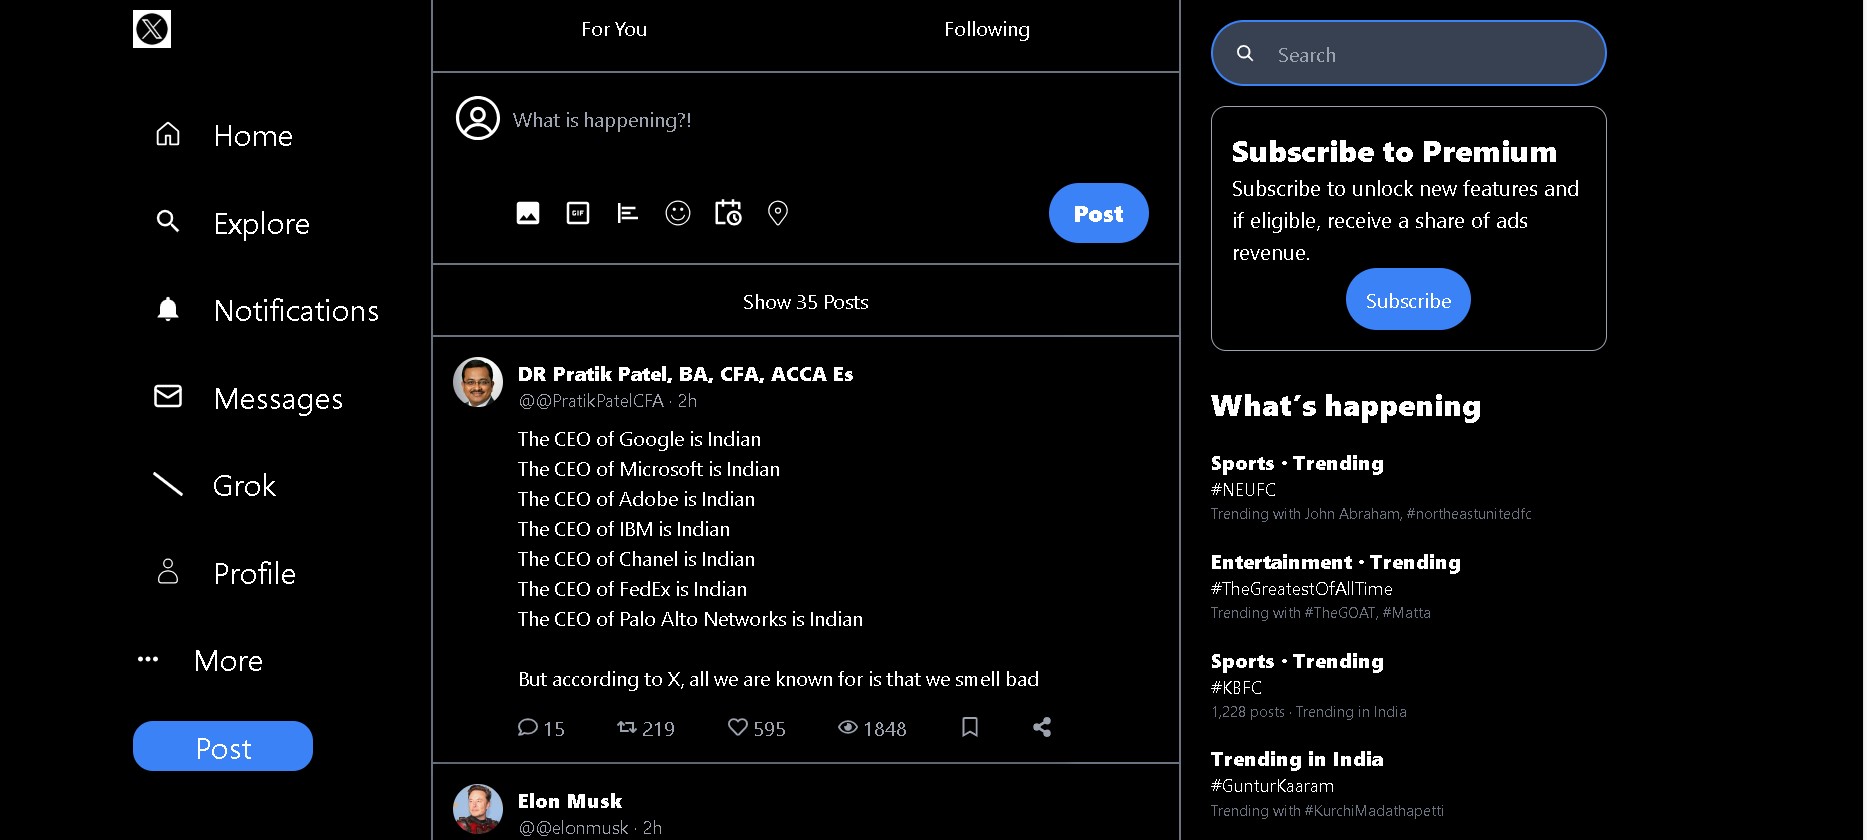 Home
Explore
Notifications
Messages
Grok
Profile
More
Post
For You
Following
What is happening?!
GIF
Post
Show 35 Posts
DR Pratik Patel, BA, CFA, ACCA Es
@@PratikPatelCFA · 2h
The CEO of Google is Indian
The CEO of Microsoft is Indian
The CEO of Adobe is Indian
The CEO of IBM is Indian
The CEO of Chanel is Indian
The CEO of FedEx is Indian
The CEO of Palo Alto Networks is Indian
But according to X, all we are known for is that we smell bad
15 219 595 1848
Elon Musk
@@elonmusk · 2h
Search
Subscribe to Premium
Subscribe to unlock new features and
if eligible, receive a share of ads
revenue.
Subscribe
What’s happening
Sports • Trending
#NEUFC
Trending with John Abraham, #northeastunitedfc
Entertainment • Trending
#TheGreatestOfAllTime
Trending with #TheGOAT, #Matta
Sports • Trending
#KBFC
1,228 posts · Trending in India
Trending in India
#GunturKaaram
Trending with #KurchiMadathapetti